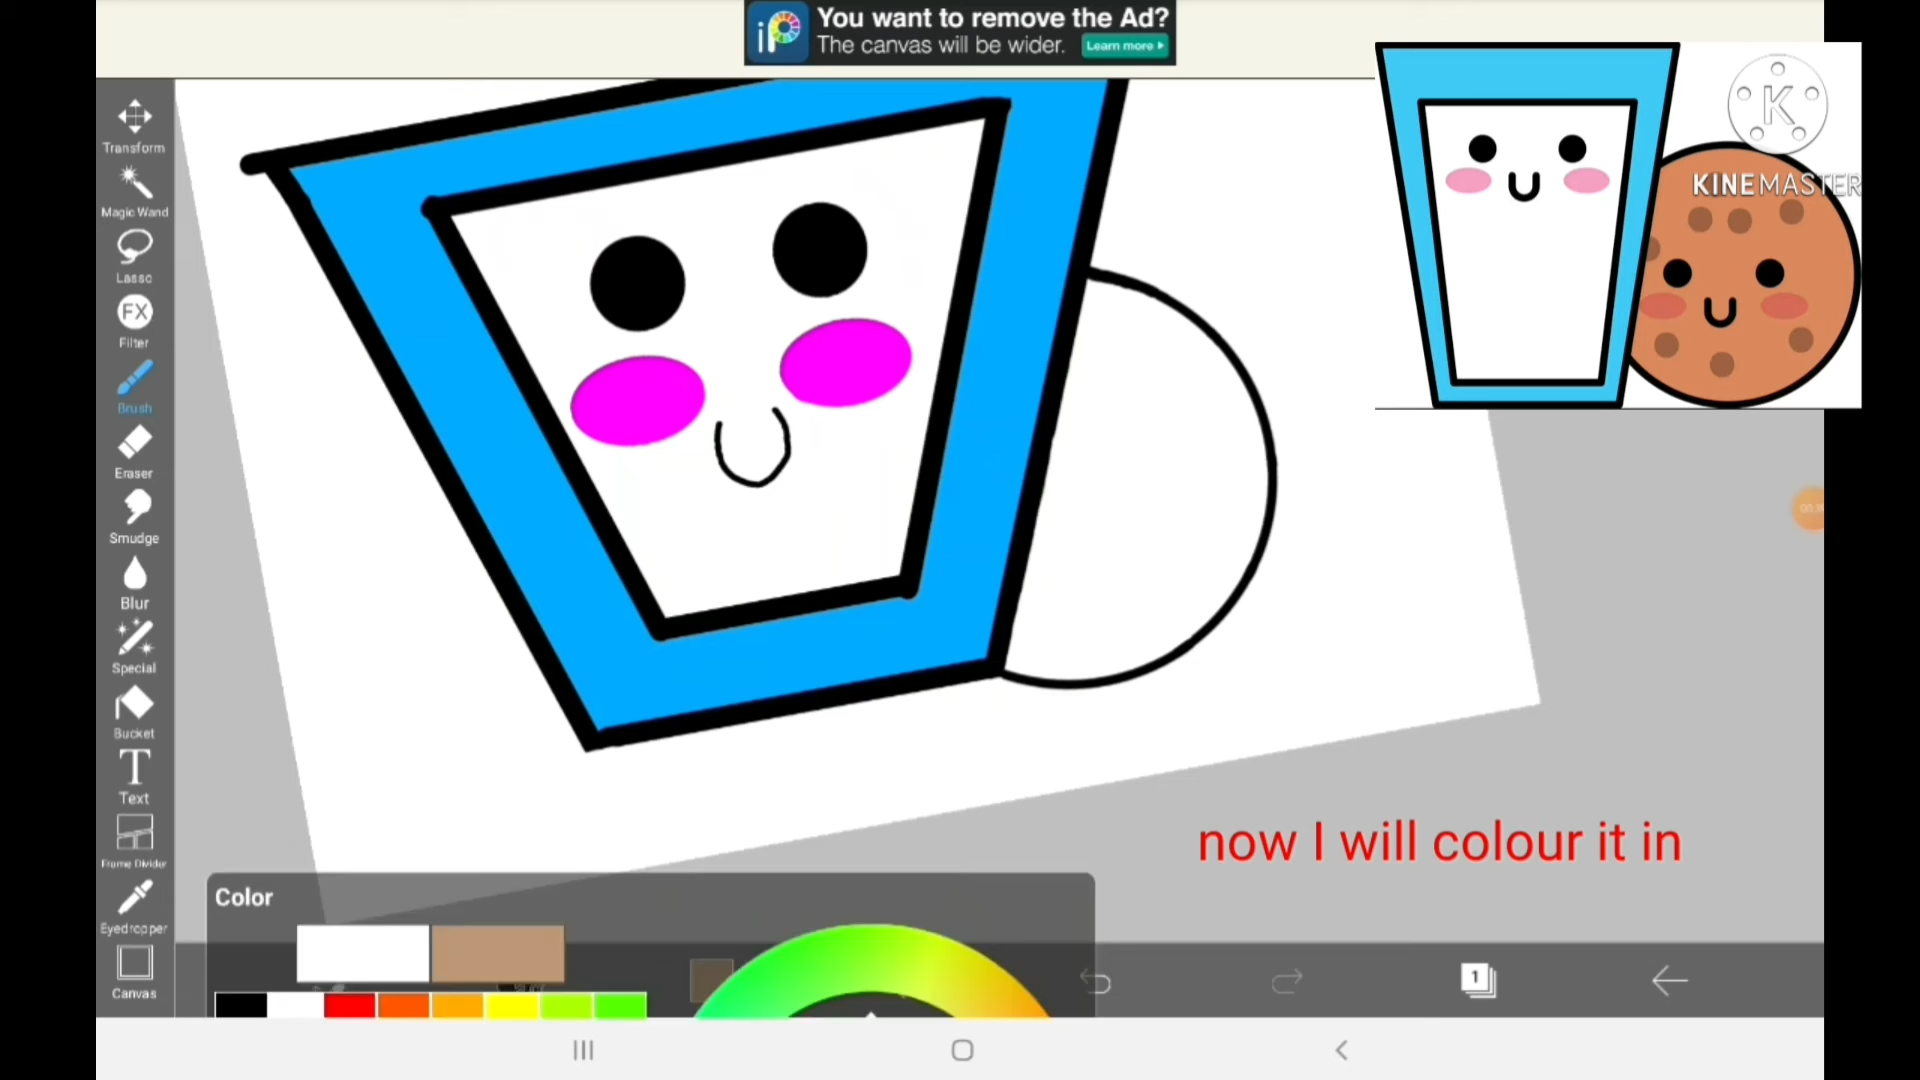 You want to remove the Ad?
The canvas will be wider.
Learn more
iP
K
KINEMASTER
Transform
Magic Wand
Lasso
FX
Filter
Brush
Eraser
Smudge
Blur
Special
Bucket
T
Text
Frame Divider
Eyedropper
Canvas
now I will colour it in
Color
1